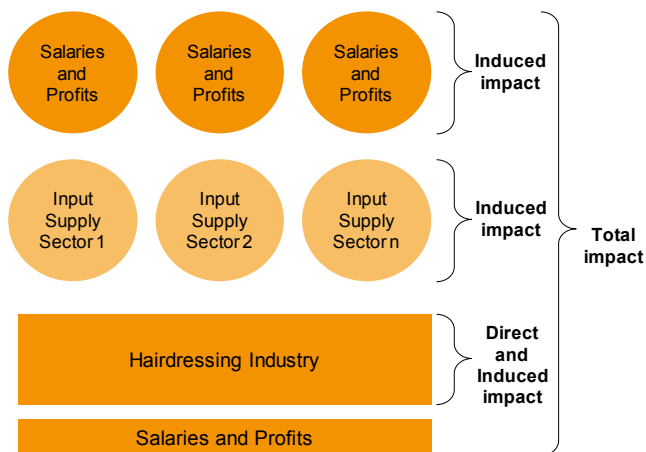 Salaries
and
Profits
Salaries
and
Profits
Salaries
and
Profits
Induced
impact
Input
Supply
Sector 1
Input
Supply
Sector 2
Input
Supply
Sector n
Induced
impact
Total
impact
Hairdressing Industry
Direct
and
Induced
impact
Salaries and Profits